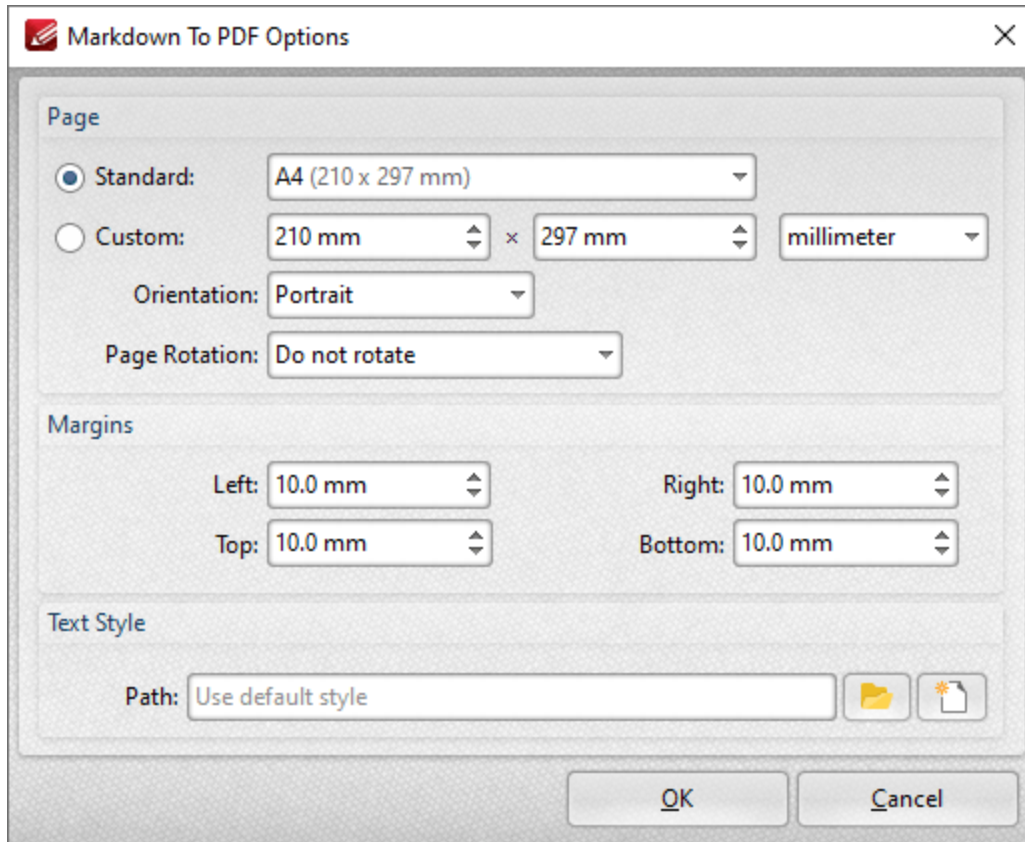 Markdown To PDF Options
Page
Standard: A4 (210 x 297 mm)
Custom: 210 mm × 297 mm millimeter
Orientation: Portrait
Page Rotation: Do not rotate
Margins
Left: 10.0 mm Right: 10.0 mm
Top: 10.0 mm Bottom: 10.0 mm
Text Style
Path: Use default style
OK Cancel